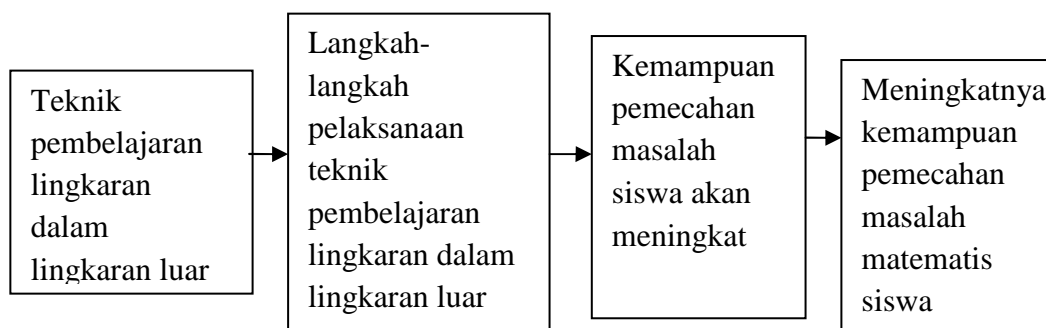 Teknik
pembelajaran
lingkaran
dalam
lingkaran luar
Langkah-
langkah
pelaksanaan
teknik
pembelajaran
lingkaran dalam
lingkaran luar
Kemampuan
pemecahan
masalah
siswa akan
meningkat
Meningkatnya
kemampuan
pemecahan
masalah
matematis
siswa